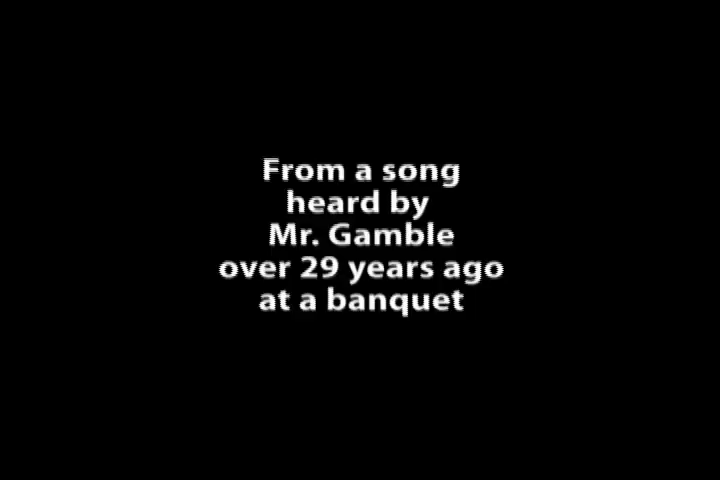 From a song
heard by
Mr. Gamble
over 29 years ago
at a banquet